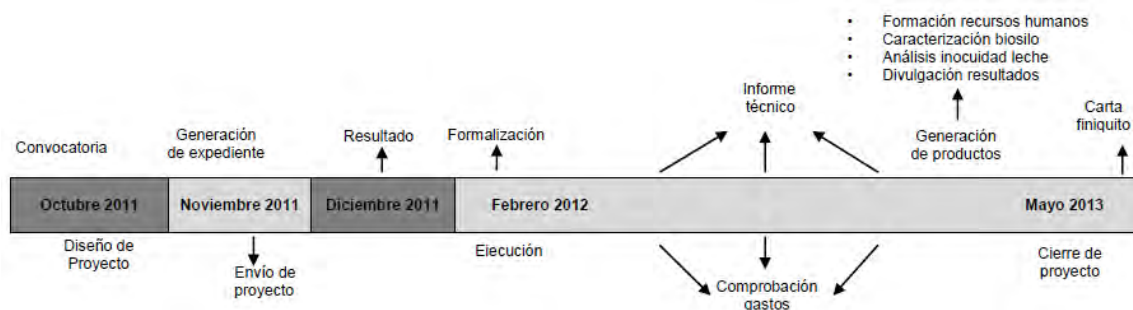 • Formación recursos humanos
• Caracterización biosilo
• Análisis inocuidad leche
• Divulgación resultados
Informe
técnico
Carta
finiquito
Convocatoria
Generación
de expediente
Resultado
Formalización
Generación
de productos
Octubre 2011
Noviembre 2011
Diciembre 2011
Febrero 2012
Mayo 2013
Diseño de
Proyecto
Envío de
proyecto
Ejecución
Comprobación
gastos
Cierre de
proyecto